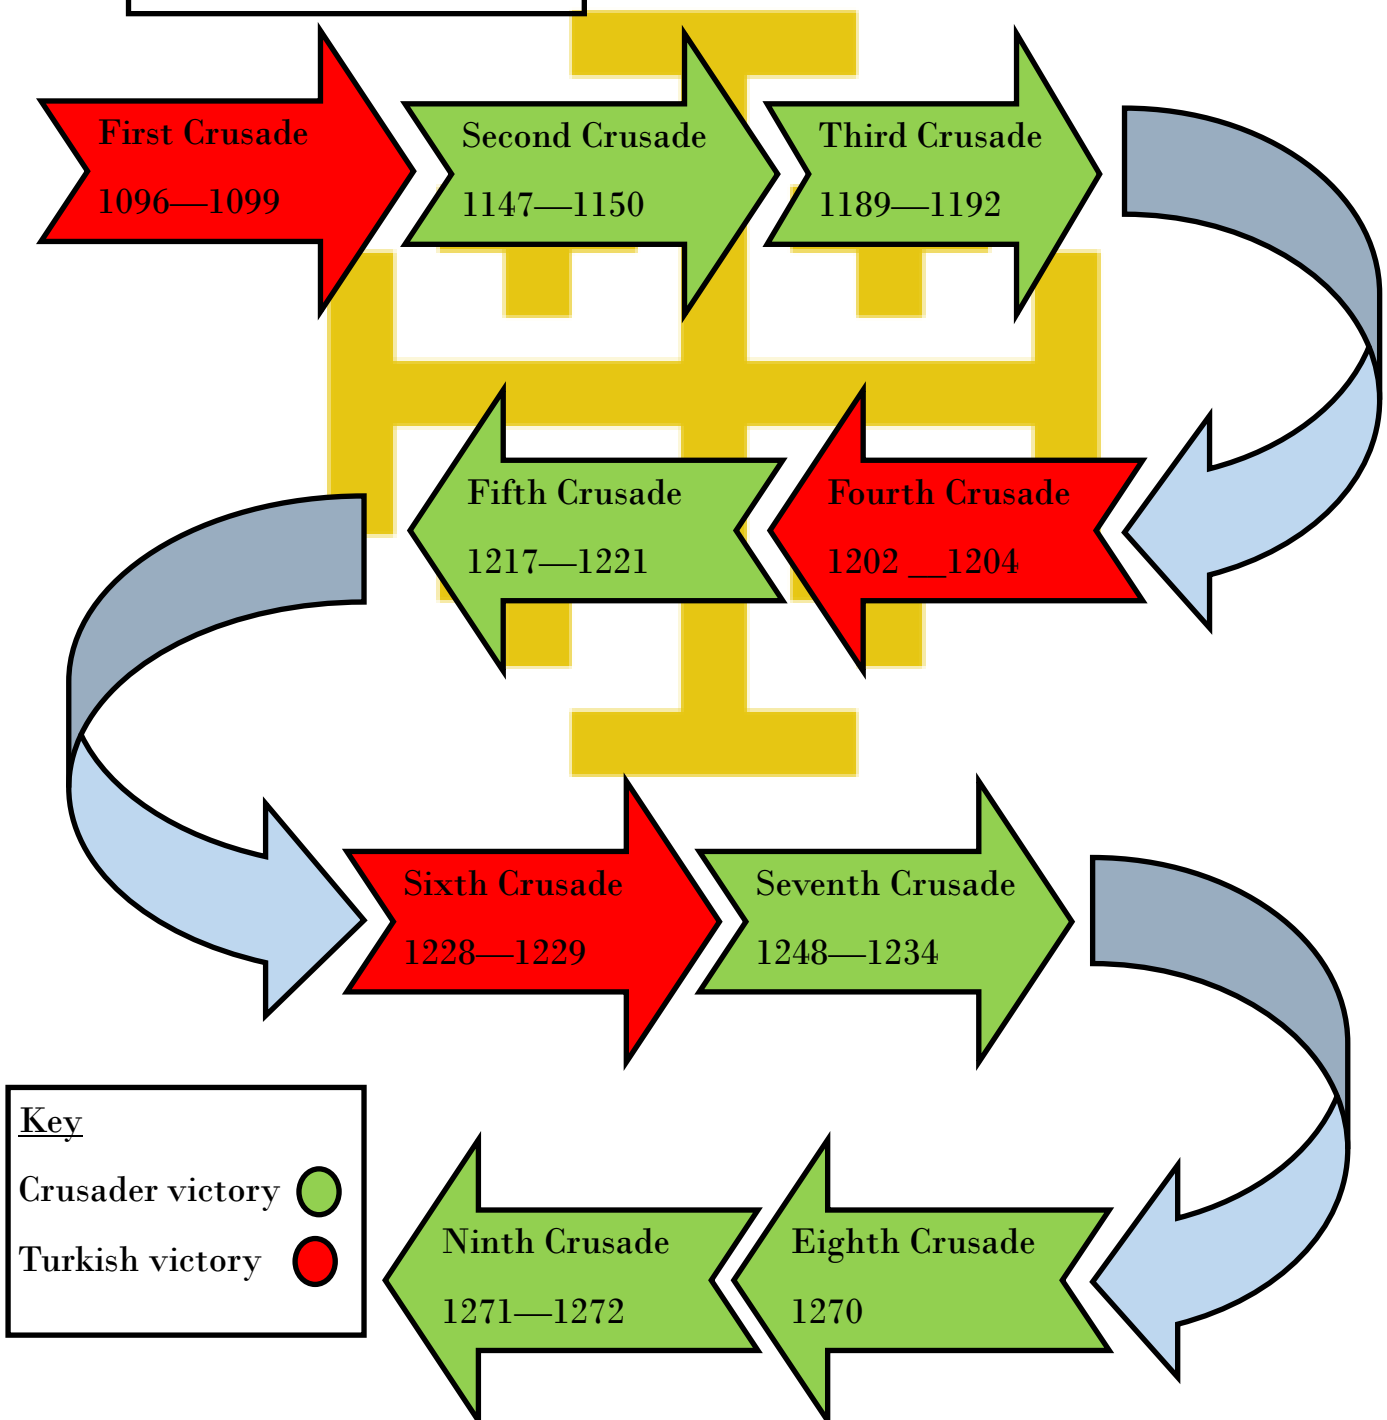 First Crusade
1096—1099
Second Crusade
1147—1150
Third Crusade
1189—1192
Fourth Crusade
1202 __1204
Fifth Crusade
1217—1221
Sixth Crusade
1228—1229
Seventh Crusade
1248—1234
Eighth Crusade
1270
Ninth Crusade
1271—1272
Key
Crusader victory
Turkish victory